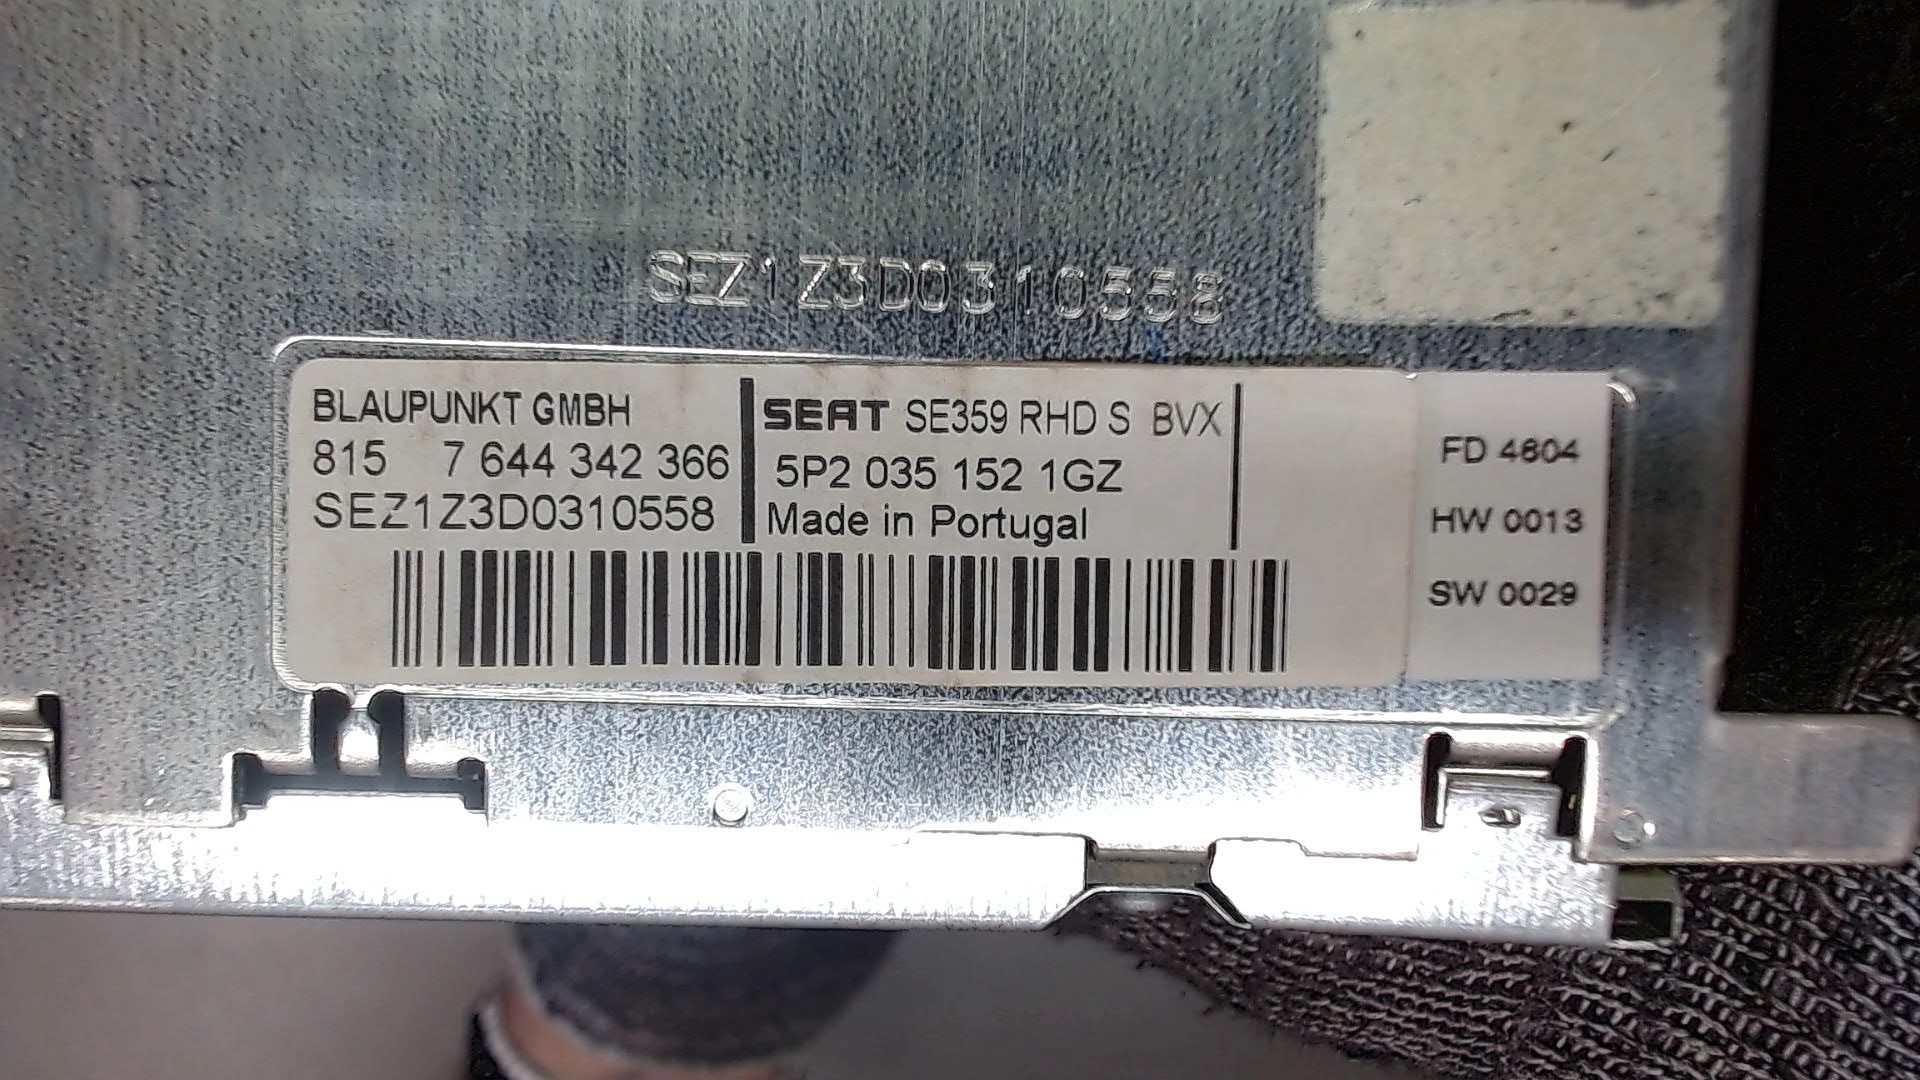 SEZ1Z3D0310558
BLAUPUNKT GMBH
815 7 644 342 366
SEZ1Z3D0310558
SEAT SE359 RHD S BVX
5P2 035 152 1GZ
Made in Portugal
FD 4604
HW 0013
SW 0029